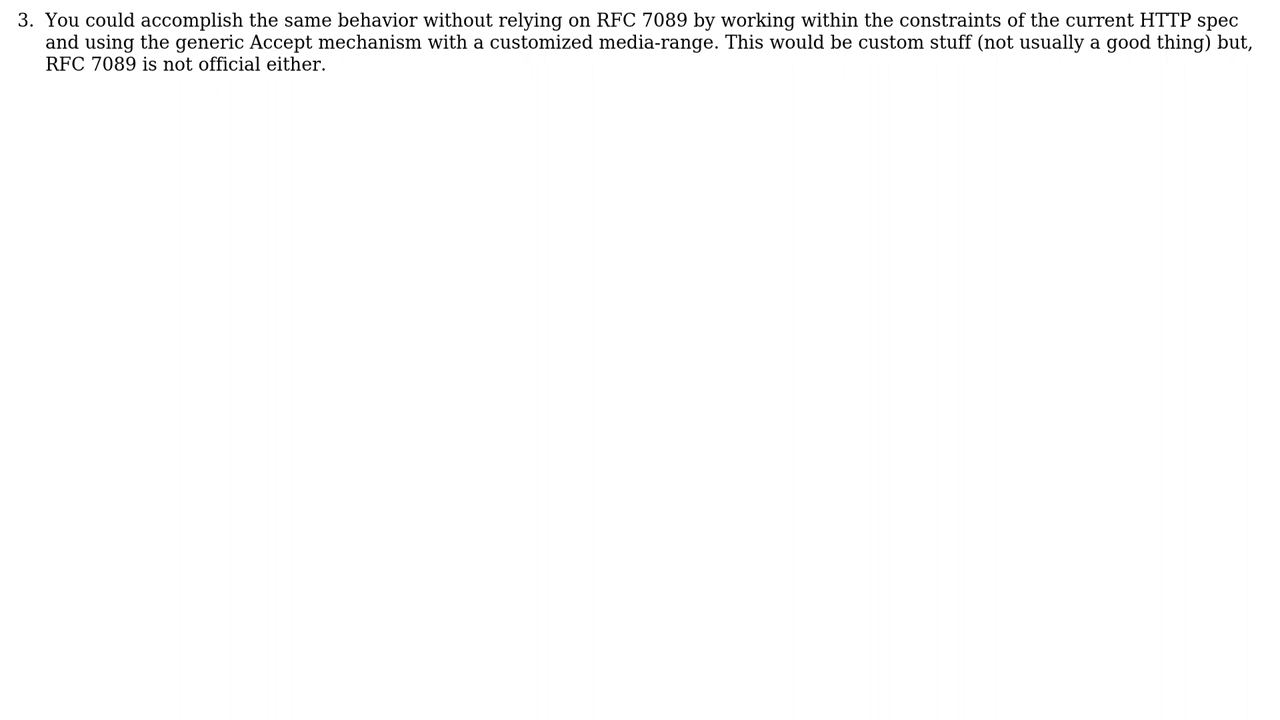 3. You could accomplish the same behavior without relying on RFC 7089 by working within the constraints of the current HTTP spec
and using the generic Accept mechanism with a customized media-range. This would be custom stuff (not usually a good thing) but,
RFC 7089 is not official either.